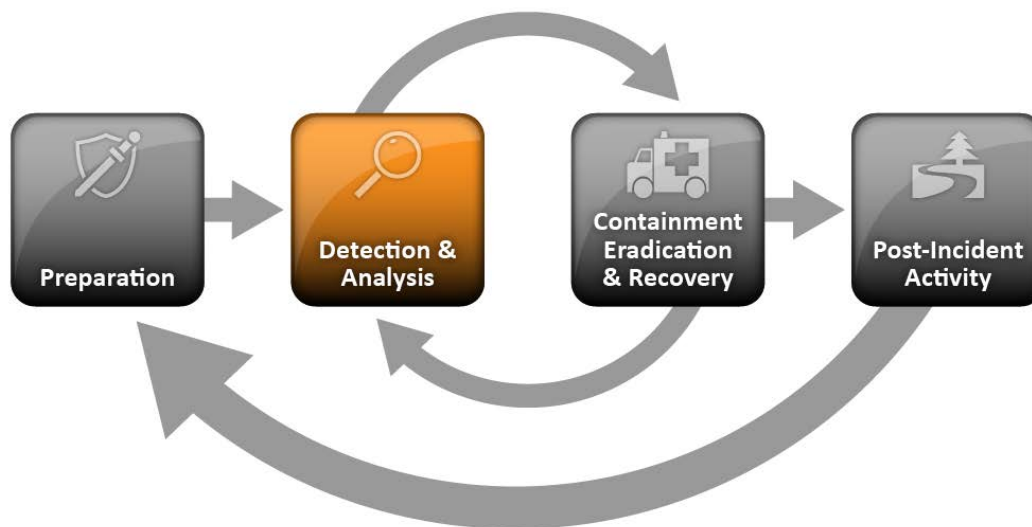 Preparation
Detection &
Analysis
Containment
Eradication
& Recovery
Post-Incident
Activity